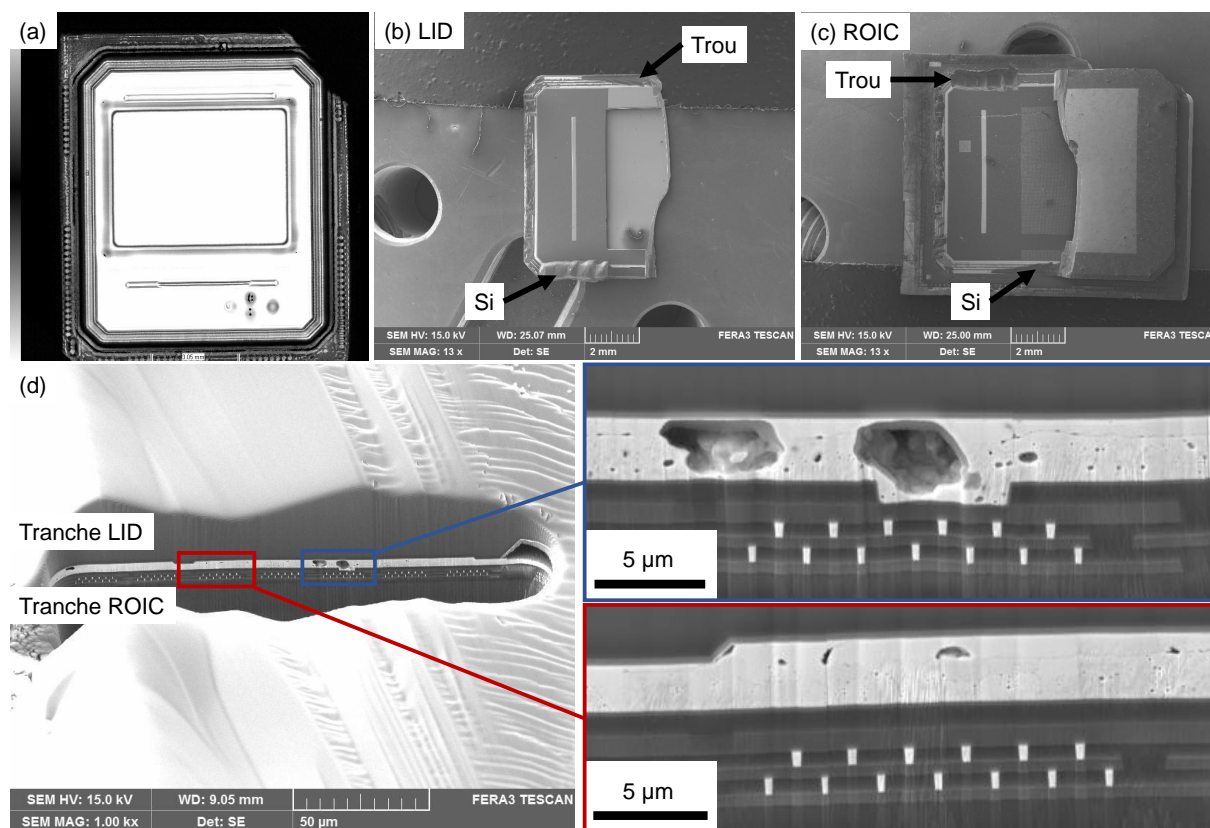 (a)
0.05 mm
(b) LID
Trou
Si
SEM HV: 15.0 kV WD: 25.07 mm FERA3 TESCAN
SEM MAG: 13 x Det: SE 2 mm
(c) ROIC
Trou
Si
SEM HV: 15.0 kV WD: 25.00 mm FERA3 TESCAN
SEM MAG: 13 x Det: SE 2 mm
(d)
Tranche LID
Tranche ROIC
SEM HV: 15.0 kV WD: 9.05 mm FERA3 TESCAN
SEM MAG: 1.00 kx Det: SE 50 µm
5 µm
5 µm